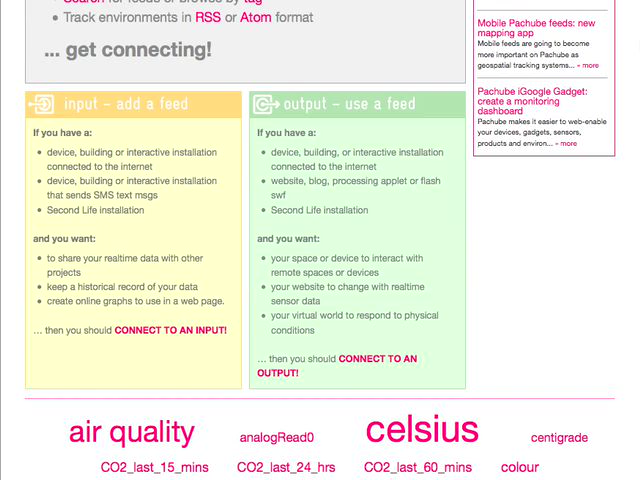 Search for feeds or browse by tag
Track environments in RSS or Atom format
... get connecting!
input – add a feed
If you have a:
device, building or interactive installation
connected to the internet
device, building or interactive installation
that sends SMS text msgs
Second Life installation
and you want:
to share your realtime data with other
projects
keep a historical record of your data
create online graphs to use in a web page.
... then you should CONNECT TO AN INPUT!
output – use a feed
If you have a:
device, building, or interactive installation
connected to the internet
website, blog, processing applet or flash
swf
Second Life installation
and you want:
your space or device to interact with
remote spaces or devices
your website to change with realtime
sensor data
your virtual world to respond to physical
conditions
... then you should CONNECT TO AN
OUTPUT!
Mobile Pachube feeds: new
mapping app
Mobile feeds are going to become
more important on Pachube as
geospatial tracking systems... » more
Pachube iGoogle Gadget:
create a monitoring
dashboard
Pachube makes it easier to web-enable
your devices, gadgets, sensors,
products and environ... » more
air quality analogRead0 celsius centigrade
CO2_last_15_mins CO2_last_24_hrs CO2_last_60_mins colour